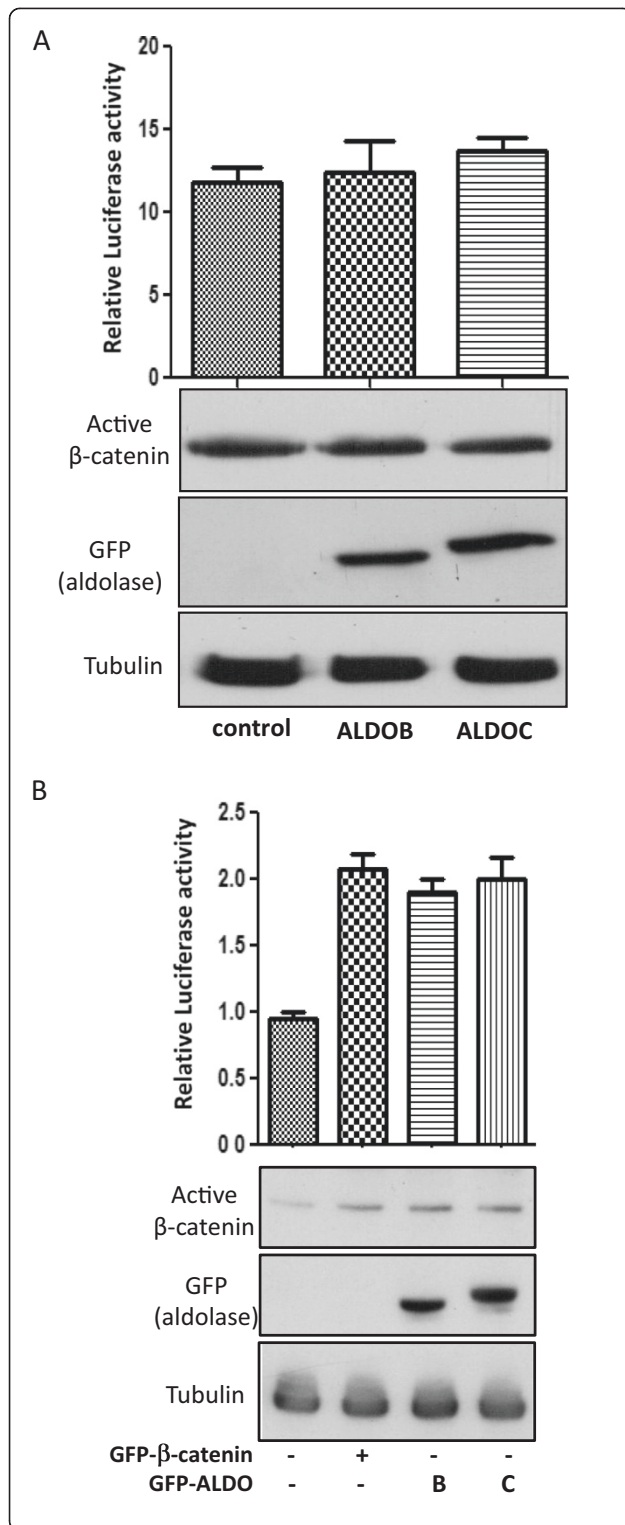 A
Relative Luciferase activity
20
15
10
5
0
Active
β-catenin
GFP
(aldolase)
Tubulin
control ALDOB ALDOC
B
Relative Luciferase activity
2.5
2.0
1.5
1.0
0.5
0 0
Active
β-catenin
GFP
(aldolase)
Tubulin
GFP-β-catenin - + - -
GFP-ALDO - - B C